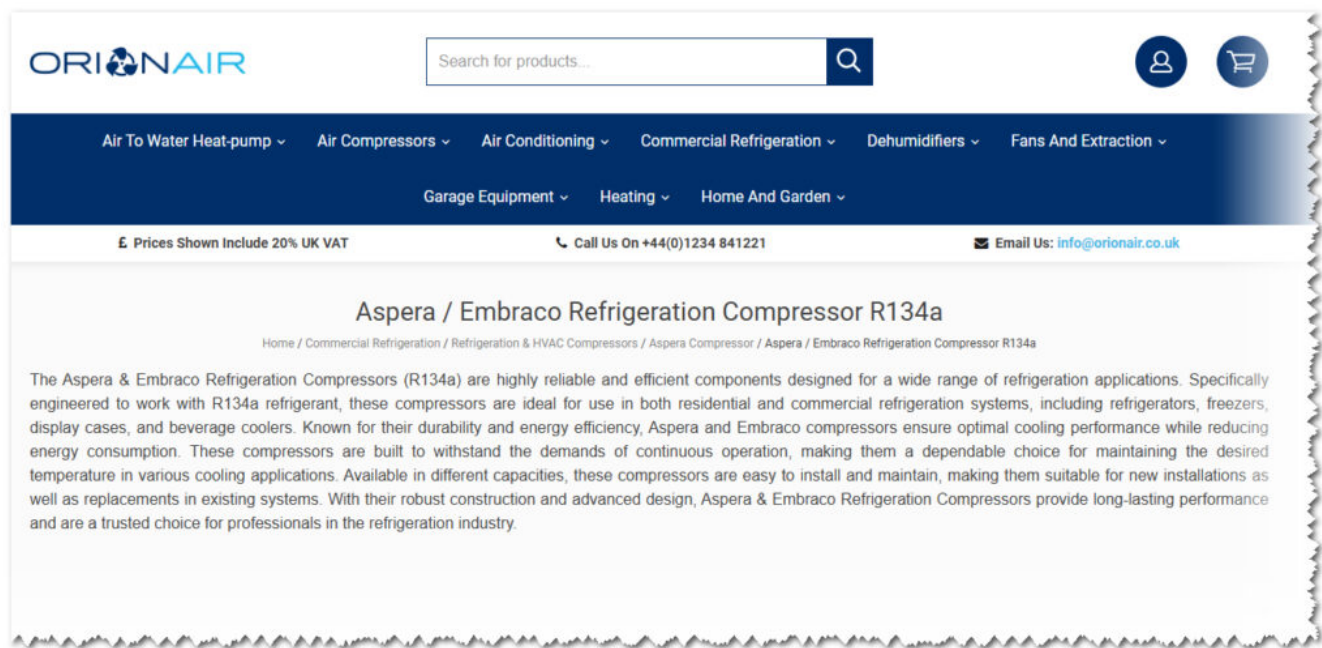 ORIONAIR
Search for products...
Air To Water Heat-pump Air Compressors Air Conditioning Commercial Refrigeration Dehumidifiers Fans And Extraction
Garage Equipment Heating Home And Garden
£ Prices Shown Include 20% UK VAT Call Us On +44(0)1234 841221 Email Us: info@orionair.co.uk
Aspera / Embraco Refrigeration Compressor R134a
Home / Commercial Refrigeration / Refrigeration & HVAC Compressors / Aspera Compressor / Aspera / Embraco Refrigeration Compressor R134a
The Aspera & Embraco Refrigeration Compressors (R134a) are highly reliable and efficient components designed for a wide range of refrigeration applications. Specifically
engineered to work with R134a refrigerant, these compressors are ideal for use in both residential and commercial refrigeration systems, including refrigerators, freezers,
display cases, and beverage coolers. Known for their durability and energy efficiency, Aspera and Embraco compressors ensure optimal cooling performance while reducing
energy consumption. These compressors are built to withstand the demands of continuous operation, making them a dependable choice for maintaining the desired
temperature in various cooling applications. Available in different capacities, these compressors are easy to install and maintain, making them suitable for new installations as
well as replacements in existing systems. With their robust construction and advanced design, Aspera & Embraco Refrigeration Compressors provide long-lasting performance
and are a trusted choice for professionals in the refrigeration industry.